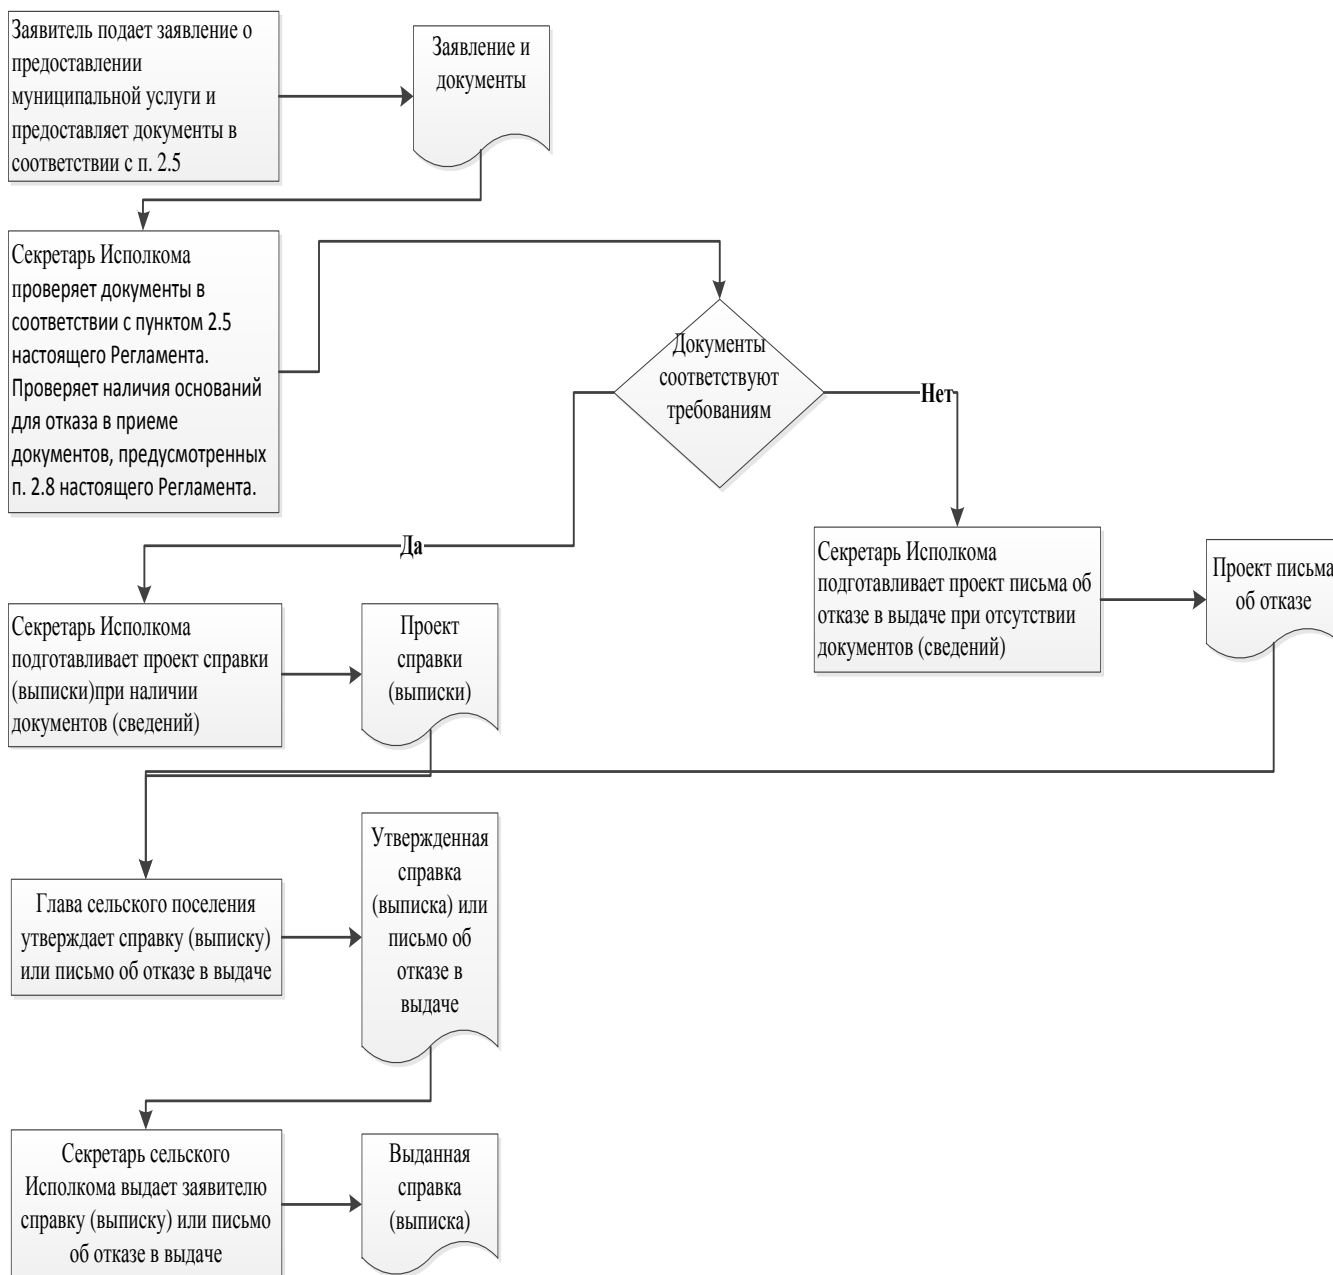 Заявитель подает заявление о
предоставлении
муниципальной услуги и
предоставляет документы в
соответствии с п. 2.5
Заявление и
документы
Секретарь Исполкома
проверяет документы в
соответствии с пунктом 2.5
настоящего Регламента.
Проверяет наличия оснований
для отказа в приеме
документов, предусмотренных
п. 2.8 настоящего Регламента.
Документы
соответствуют
требованиям
Нет
Да
Секретарь Исполкома
подготавливает проект письма об
отказе в выдаче при отсутствии
документов (сведений)
Проект письма
об отказе
Секретарь Исполкома
подготавливает проект справки
(выписки)при наличии
документов (сведений)
Проект
справки
(выписки)
Глава сельского поселения
утверждает справку (выписку)
или письмо об отказе в выдаче
Утвержденная
справка
(выписка) или
письмо об
отказе в
выдаче
Секретарь сельского
Исполкома выдает заявителю
справку (выписку) или письмо
об отказе в выдаче
Выданная
справка
(выписка)